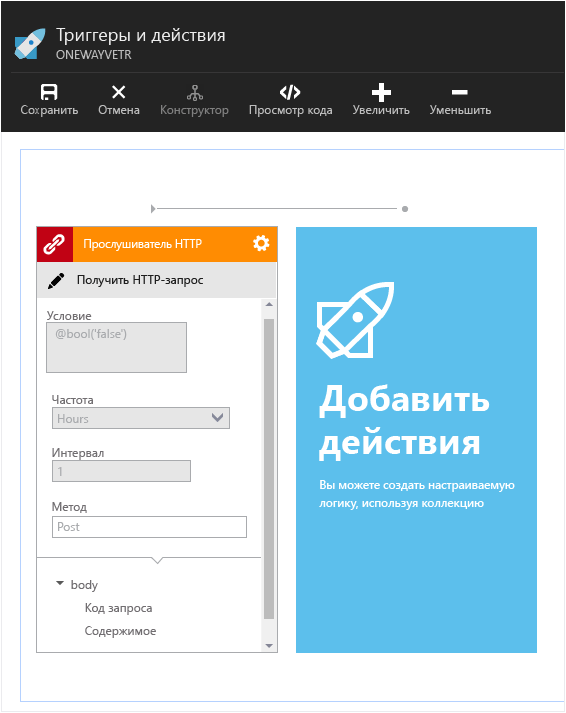 Триггеры и действия
ONEWAYVETR
Сохранить Отмена Конструктор Просмотр кода Увеличить Уменьшить
Прослушиватель HTTP
Получить HTTP-запрос
Условие
@bool('false')
Частота
Hours
Интервал
1
Метод
Post
body
Код запроса
Содержимое
Добавить
действия
Вы можете создать настраиваемую
логику, используя коллекцию